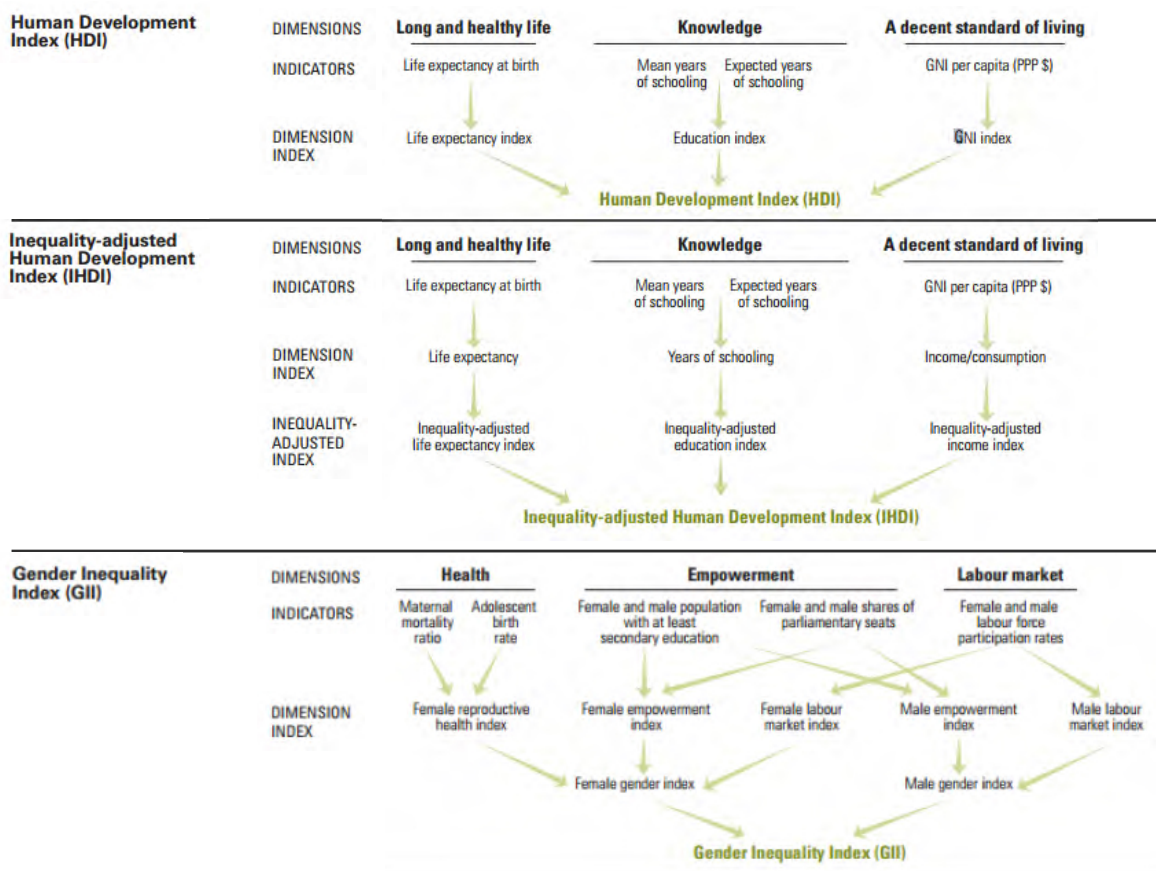 Human Development
Index (HDI)
DIMENSIONS
Long and healthy life
Knowledge
A decent standard of living
INDICATORS
Life expectancy at birth
Mean years
of schooling
Expected years
of schooling
GNI per capita (PPP $)
DIMENSION
INDEX
Life expectancy index
Education index
GNI index
Human Development Index (HDI)
Inequality-adjusted
Human Development
Index (IHDI)
DIMENSIONS
Long and healthy life
Knowledge
A decent standard of living
INDICATORS
Life expectancy at birth
Mean years
of schooling
Expected years
of schooling
GNI per capita (PPP $)
DIMENSION
INDEX
Life expectancy
Years of schooling
Income/consumption
INEQUALITY-
ADJUSTED
INDEX
Inequality-adjusted
life expectancy index
Inequality-adjusted
education index
Inequality-adjusted
income index
Inequality-adjusted Human Development Index (IHDI)
Gender Inequality
Index (GII)
DIMENSIONS
Health
Empowerment
Labour market
INDICATORS
Maternal
mortality
ratio
Adolescent
birth
rate
Female and male population
with at least
secondary education
Female and male shares of
parliamentary seats
Female and male
labour force
participation rates
DIMENSION
INDEX
Female reproductive
health index
Female empowerment
index
Female labour
market index
Male empowerment
index
Male labour
market index
Female gender index
Male gender index
Gender Inequality Index (GII)